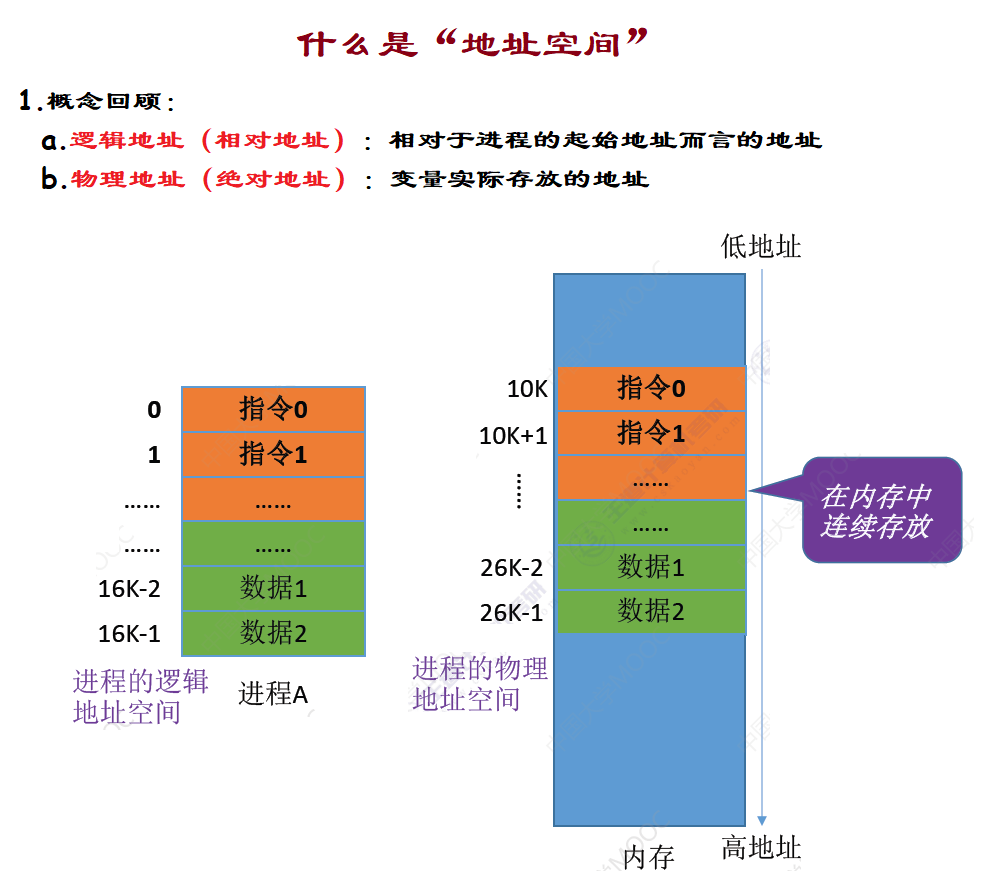 什么是“地址空间”
1.概念回顾：
a.逻辑地址（相对地址）：相对于进程的起始地址而言的地址
b.物理地址（绝对地址）：变量实际存放的地址
低地址
0 指令0
1 指令1
…… ……
…… ……
16K-2 数据1
16K-1 数据2
进程的逻辑
地址空间
进程A
10K 指令0
10K+1 指令1
…… ……
……
26K-2 数据1
26K-1 数据2
进程的物理
地址空间
在内存中
连续存放
内存
高地址